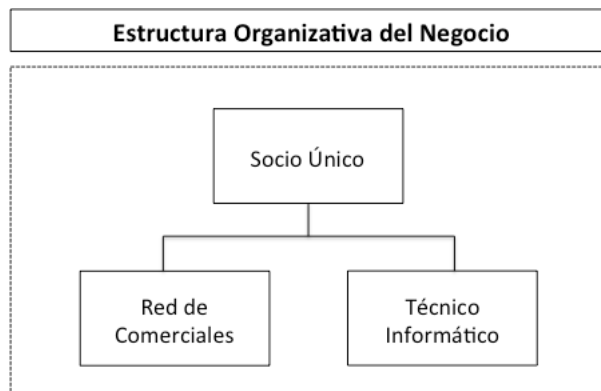 Estructura Organizativa del Negocio
Socio Único
Red de
Comerciales
Técnico
Informático